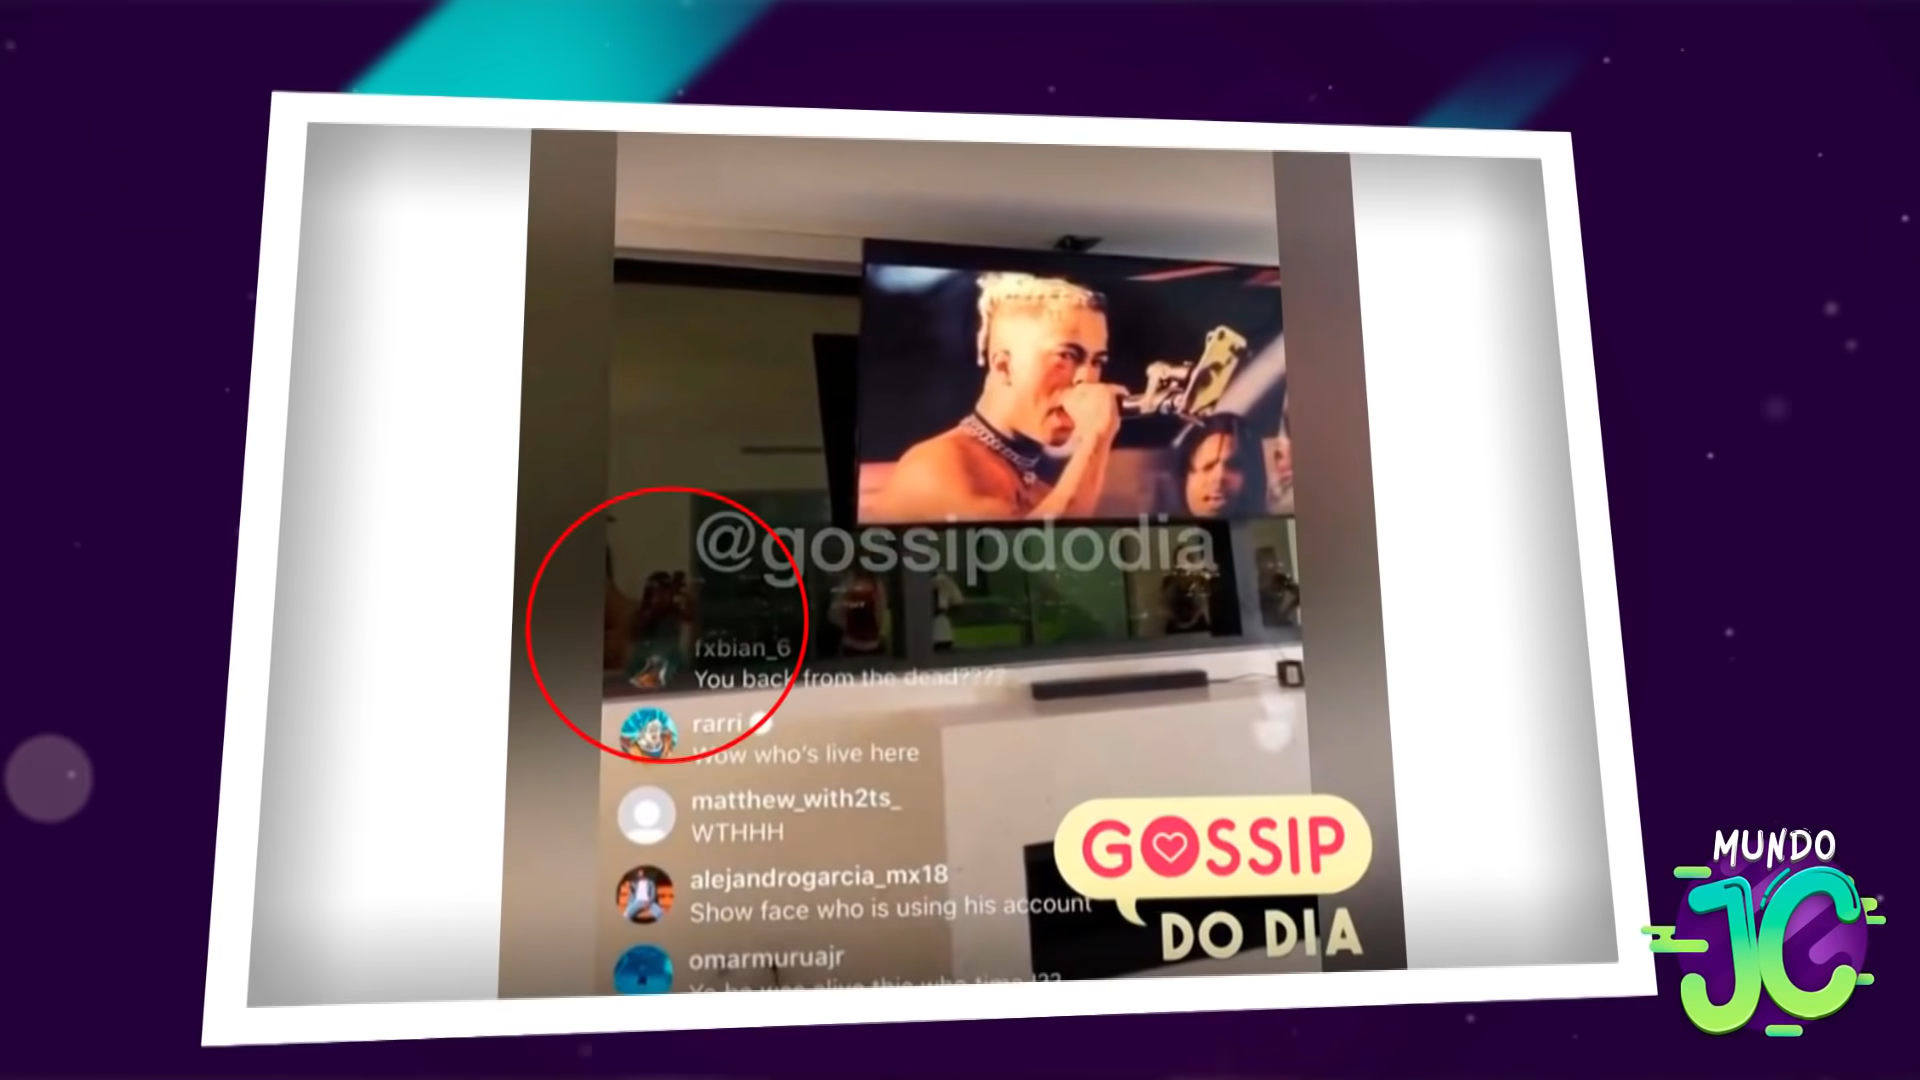 @gossipdodia
fxbian_6
You back from the dead????
rarri
Wow who's live here
matthew_with2ts_
WTHHH
alejandrogarcia_mx18
Show face who is using his account
omarmuruajr
GOSSIP
DO DIA
MUNDO
JC